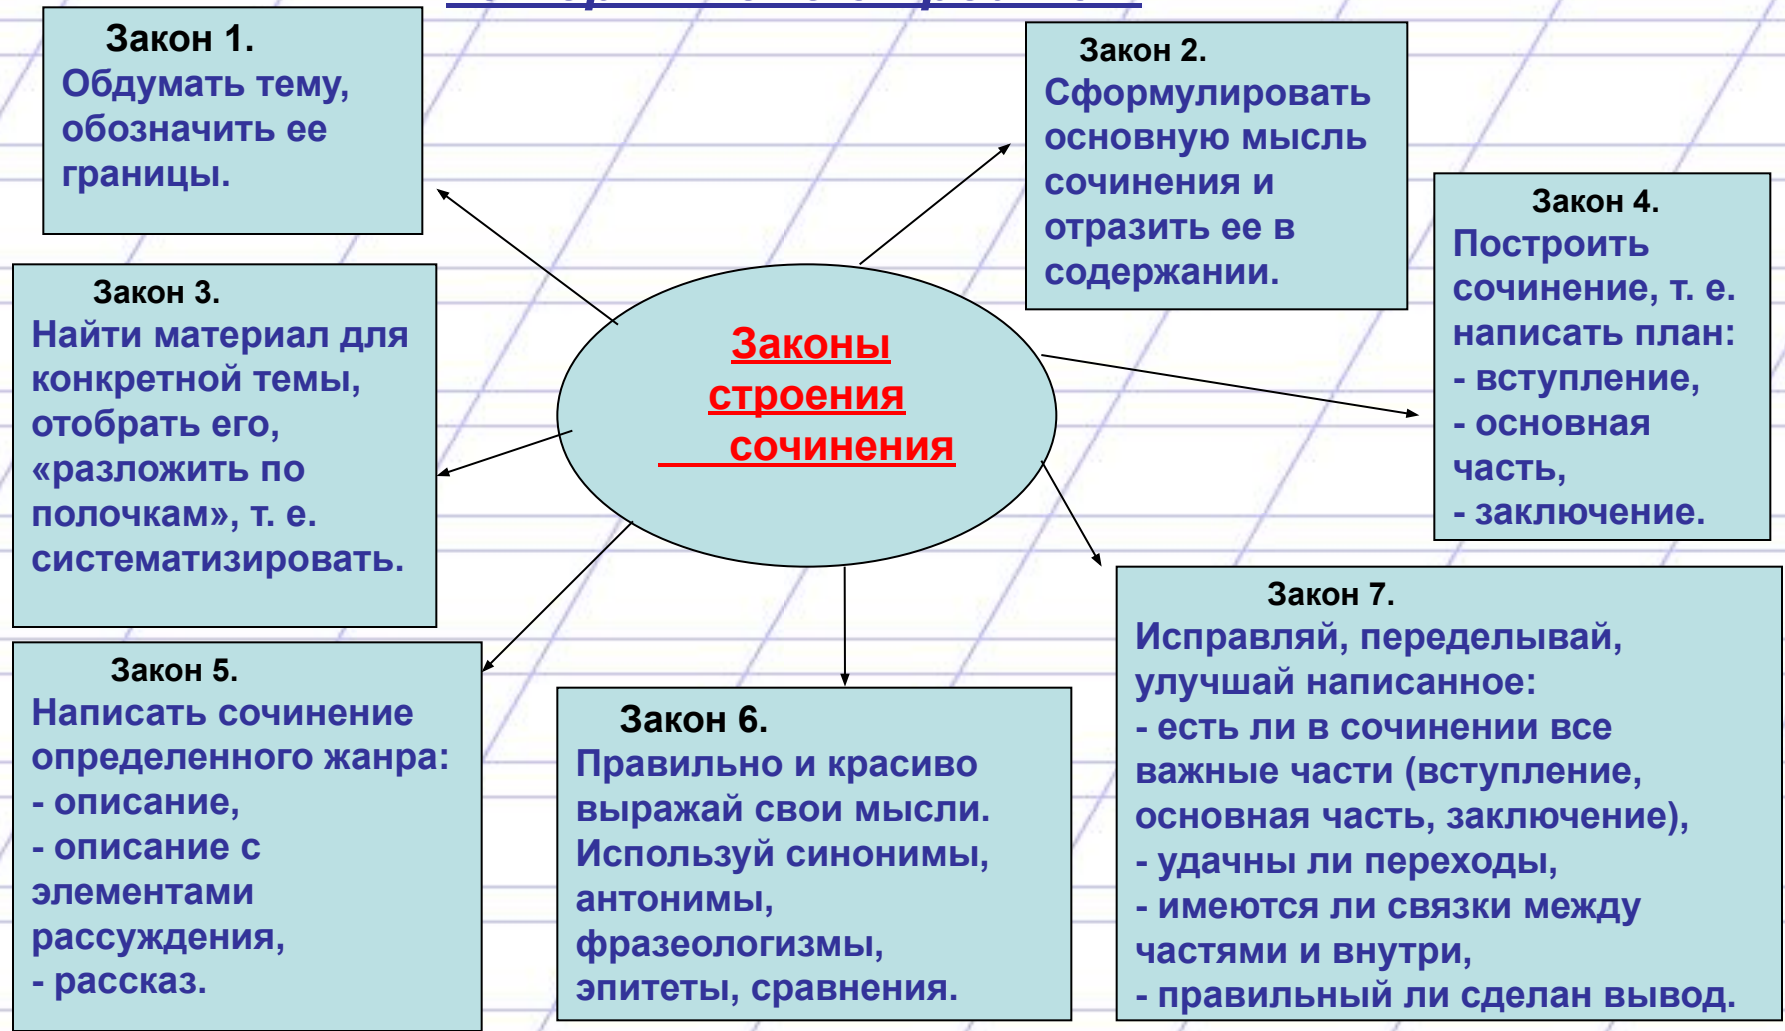 Закон 1.
Обдумать тему,
обозначить ее
границы.
Закон 2.
Сформулировать
основную мысль
сочинения и
отразить ее в
содержании.
Закон 3.
Найти материал для
конкретной темы,
отобрать его,
«разложить по
полочкам», т. е.
систематизировать.
Законы
строения
сочинения
Закон 4.
Построить
сочинение, т. е.
написать план:
- вступление,
- основная
часть,
- заключение.
Закон 5.
Написать сочинение
определенного жанра:
- описание,
- описание с
элементами
рассуждения,
- рассказ.
Закон 6.
Правильно и красиво
выражай свои мысли.
Используй синонимы,
антонимы,
фразеологизмы,
эпитеты, сравнения.
Закон 7.
Исправляй, переделывай,
улучшай написанное:
- есть ли в сочинении все
важные части (вступление,
основная часть, заключение),
- удачны ли переходы,
- имеются ли связки между
частями и внутри,
- правильный ли сделан вывод.